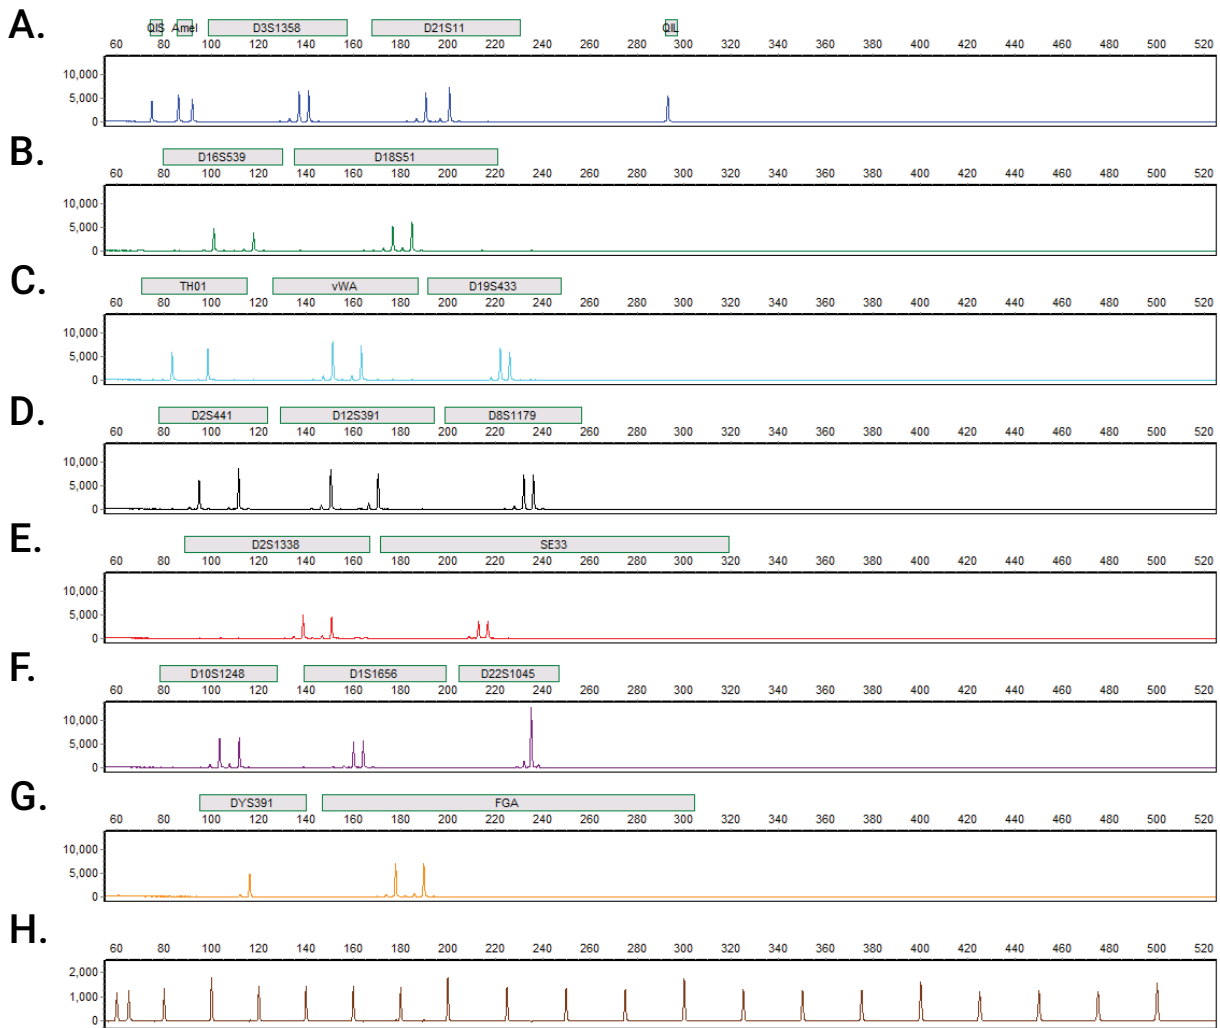 A.
QIS Amel D3S1358 D21S11 QIL
60 80 100 120 140 160 180 200 220 240 260 280 300 320 340 360 380 400 420 440 460 480 500 520
10,000
5,000
0
B.
D16S539 D18S51
60 80 100 120 140 160 180 200 220 240 260 280 300 320 340 360 380 400 420 440 460 480 500 520
10,000
5,000
0
C.
TH01 vWA D19S433
60 80 100 120 140 160 180 200 220 240 260 280 300 320 340 360 380 400 420 440 460 480 500 520
10,000
5,000
0
D.
D2S441 D12S391 D8S1179
60 80 100 120 140 160 180 200 220 240 260 280 300 320 340 360 380 400 420 440 460 480 500 520
10,000
5,000
0
E.
D2S1338 SE33
60 80 100 120 140 160 180 200 220 240 260 280 300 320 340 360 380 400 420 440 460 480 500 520
10,000
5,000
0
F.
D10S1248 D1S1656 D22S1045
60 80 100 120 140 160 180 200 220 240 260 280 300 320 340 360 380 400 420 440 460 480 500 520
10,000
5,000
0
G.
DYS391 FGA
60 80 100 120 140 160 180 200 220 240 260 280 300 320 340 360 380 400 420 440 460 480 500 520
10,000
5,000
0
H.
60 80 100 120 140 160 180 200 220 240 260 280 300 320 340 360 380 400 420 440 460 480 500 520
2,000
1,000
0